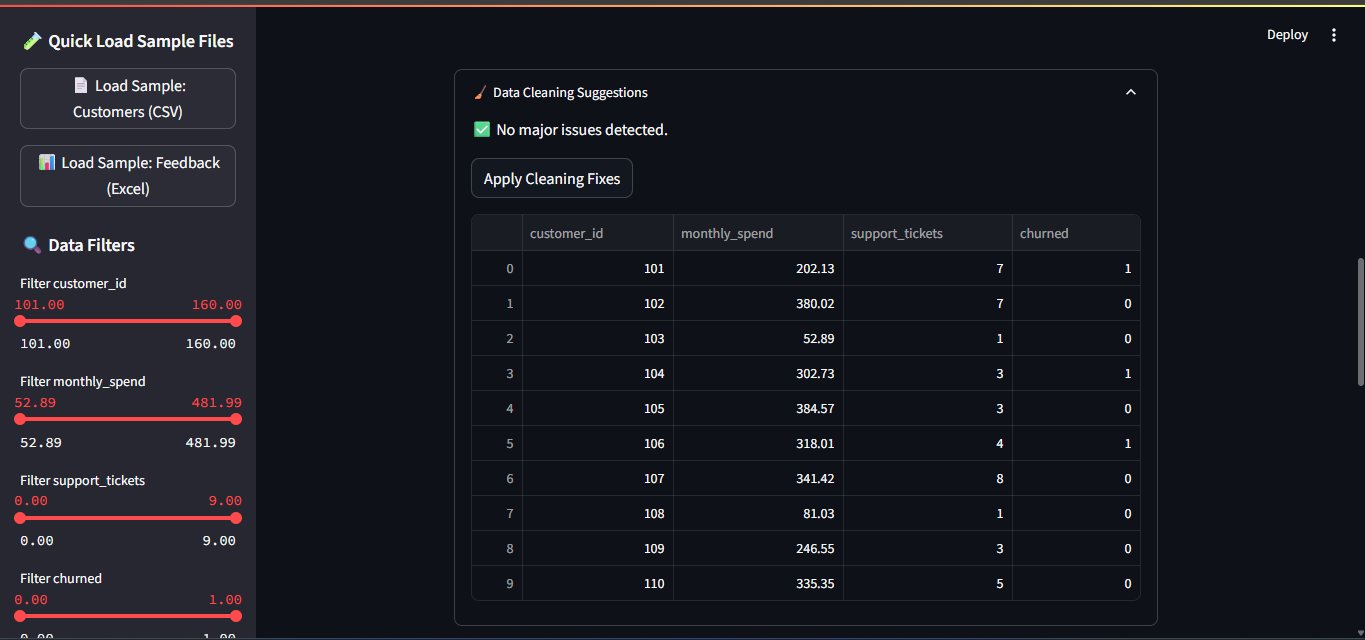 Quick Load Sample Files
Load Sample:
Customers (CSV)
Load Sample: Feedback
(Excel)
Data Filters
Filter customer_id
101.00 160.00
101.00 160.00
Filter monthly_spend
52.89 481.99
52.89 481.99
Filter support_tickets
0.00 9.00
0.00 9.00
Filter churned
0.00 1.00
0.00 1.00
Deploy
Data Cleaning Suggestions
No major issues detected.
Apply Cleaning Fixes
customer_id monthly_spend support_tickets churned
0 101 202.13 7 1
1 102 380.02 7 0
2 103 52.89 1 0
3 104 302.73 3 1
4 105 384.57 3 0
5 106 318.01 4 1
6 107 341.42 8 0
7 108 81.03 1 0
8 109 246.55 3 0
9 110 335.35 5 0